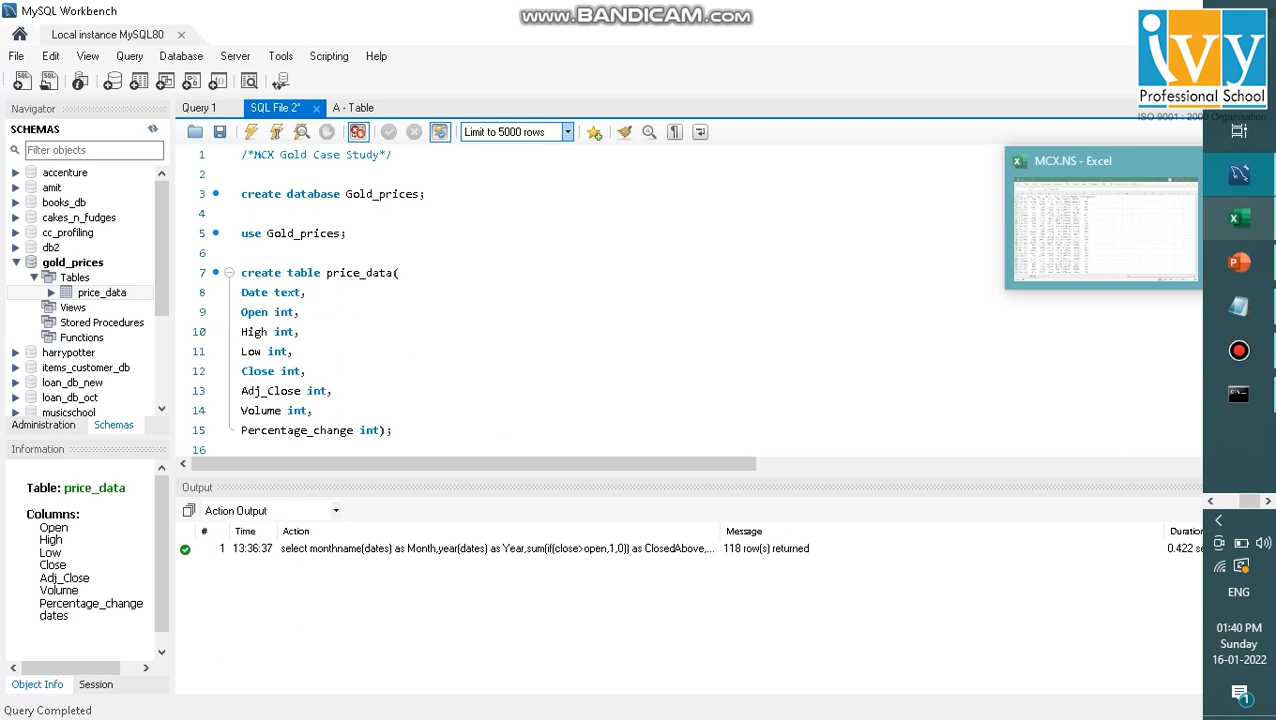 MySQL Workbench
www.BANDICAM.com
ivy
Professional School
ISO 9001 : 2000 Organisation
Local instance MySQL80
File Edit View Query Database Server Tools Scripting Help
Navigator
SCHEMAS
Filter objects
accenture
amit
books_db
cakes_n_fudges
cc_profiling
db2
gold_prices
Tables
price_data
Views
Stored Procedures
Functions
harrypotter
items_customer_db
loan_db_new
loan_db_oct
musicschool
Administration Schemas
Information
Table: price_data
Columns:
Open
High
Low
Close
Adj_Close
Volume
Percentage_change
dates
Object Info Session
Query Completed
Query 1 SQL File 2* A - Table
Limit to 5000 rows
1 /*MCX Gold Case Study*/
2
3 create database Gold_prices;
4
5 use Gold_prices;
6
7 create table price_data(
8 Date text,
9 Open int,
10 High int,
11 Low int,
12 Close int,
13 Adj_Close int,
14 Volume int,
15 Percentage_change int);
16
MCX.NS - Excel
Output
Action Output
# Time Action Message Duratio
1 13:36:37 select monthname(dates) as Month,year(dates) as Year,sum(if(close>open,1,0)) as ClosedAbove,... 118 row(s) returned 0.422 se
ENG
01:40 PM
Sunday
16-01-2022
1